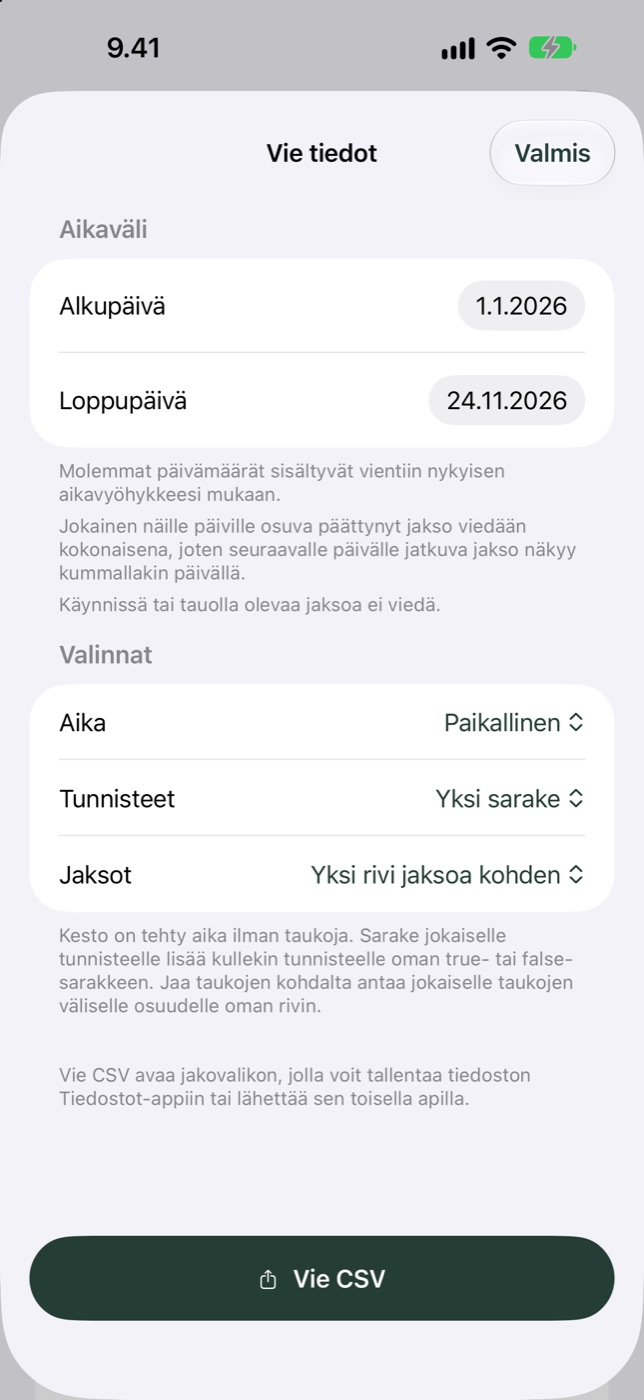 9.41
Vie tiedot
Valmis
Aikaväli
Alkupäivä
1.1.2026
Loppupäivä
24.11.2026
Molemmat päivämäärät sisältyvät vientiin nykyisen
aikavyöhykkeesi mukaan.
Jokainen näille päiville osuva päättynyt jakso viedään
kokonaisena, joten seuraavalle päivälle jatkuva jakso näkyy
kummallakin päivällä.
Käynnissä tai tauolla olevaa jaksoa ei viedä.
Valinnat
Aika
Paikallinen
Tunnisteet
Yksi sarake
Jaksot
Yksi rivi jaksoa kohden
Kesto on tehty aika ilman taukoja. Sarake jokaiselle
tunnisteelle lisää kullekin tunnisteelle oman true- tai false-
sarakkeen. Jaa taukojen kohdalta antaa jokaiselle taukojen
väliselle osuudelle oman rivin.
Vie CSV avaa jakovalikon, jolla voit tallentaa tiedoston
Tiedostot-appiin tai lähettää sen toisella apilla.
Vie CSV